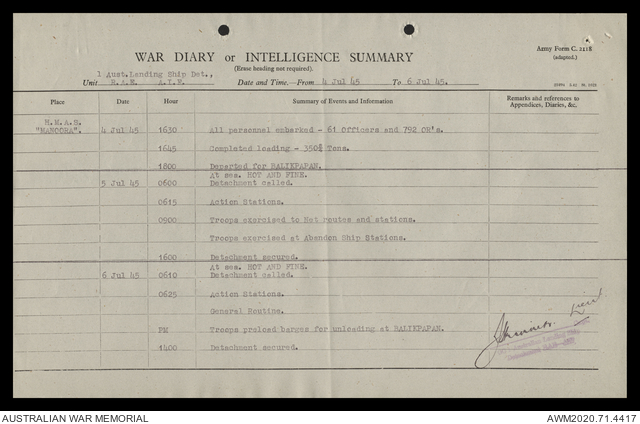 Army Form C. 2118
(adapted.)
WAR DIARY or INTELLIGENCE SUMMARY
(Erase heading not required).
1 Aust. Landing Ship Det.,
Unit R.A.E. A.I.F. Date and Time.—From 4 Jul 45 To 6 Jul 45.
Place Date Hour Summary of Events and Information Remarks and references to Appendices, Diaries, &c.
H.M.A.S.
"MANOORA". 4 Jul 45 1630 All personnel embarked - 61 Officers and 792 OR's.
1645 Completed loading - 350½ Tons.
1800 Departed for BALIKPAPAN.
At sea. HOT AND FINE.
5 Jul 45 0600 Detachment called.
0615 Action Stations.
0900 Troops exercised to Net routes and stations.
Troops exercised at Abandon Ship Stations.
1600 Detachment secured.
At sea. HOT AND FINE.
6 Jul 45 0610 Detachment called.
0625 Action Stations.
General Routine.
PM Troops preload barges for unloading at BALIKPAPAN.
1400 Detachment secured.
Lieut
AUSTRALIAN WAR MEMORIAL
AWM2020.71.4417